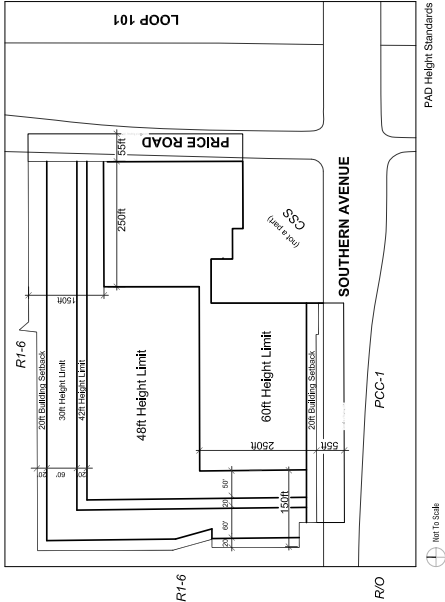 LOOP 101
PRICE ROAD
55ft
250ft
150ft
CSS
(not a part)
SOUTHERN AVENUE
R1-6
20ft Building Setback
30ft Height Limit
42ft Height Limit
48ft Height Limit
60ft Height Limit
20ft Building Setback
PCC-1
20'
60'
20'
250ft
55ft
50'
20'
150ft
60'
20'
R1-6
R/O
PAD Height Standards
Not To Scale